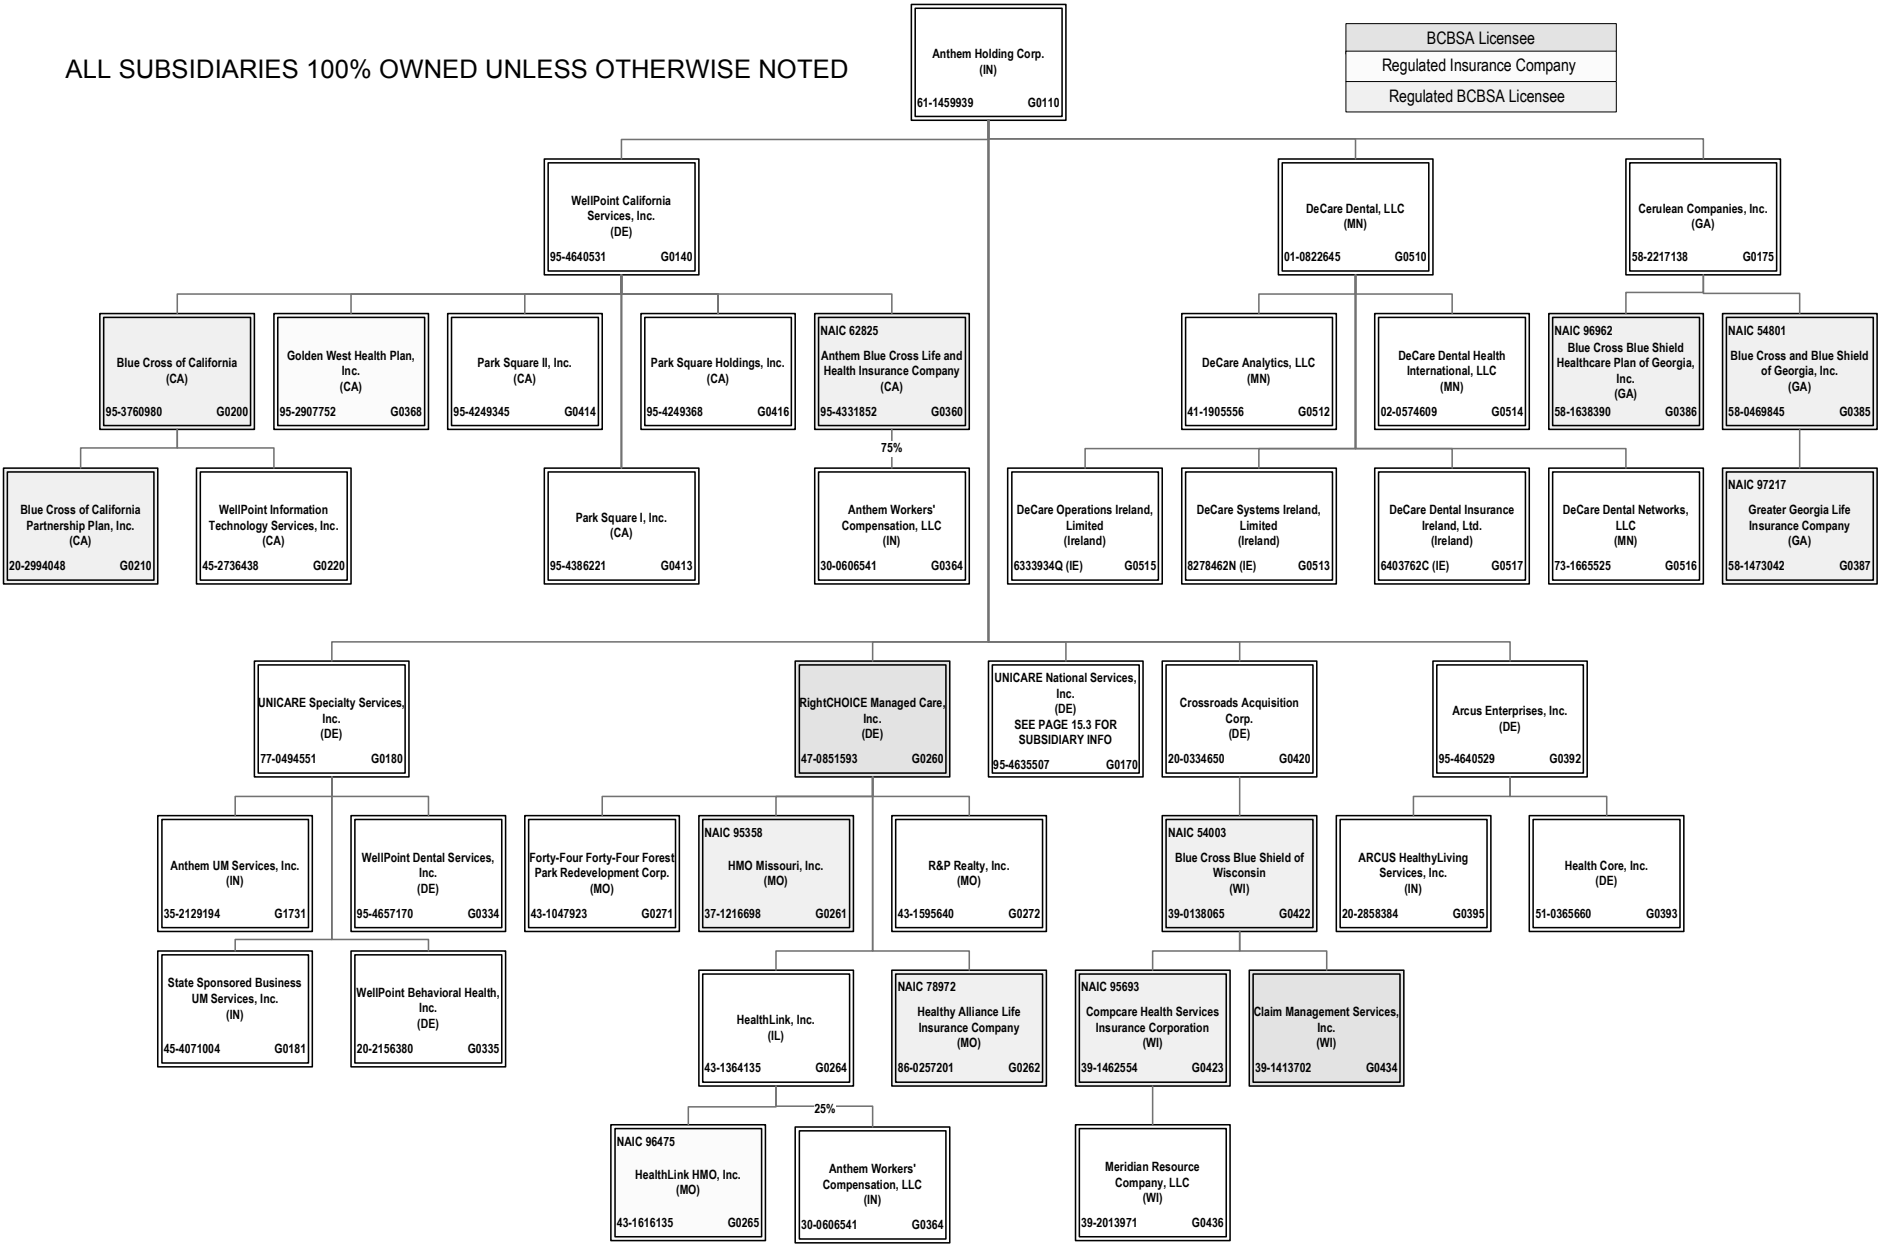 ALL SUBSIDIARIES 100% OWNED UNLESS OTHERWISE NOTED
Anthem Holding Corp.
(IN)
61-1459939 G0110
BCBSA Licensee
Regulated Insurance Company
Regulated BCBSA Licensee
WellPoint California
Services, Inc.
(DE)
95-4640531 G0140
DeCare Dental, LLC
(MN)
01-0822645 G0510
Cerulean Companies, Inc.
(GA)
58-2217138 G0175
Blue Cross of California
(CA)
95-3760980 G0200
Golden West Health Plan,
Inc.
(CA)
95-2907752 G0368
Park Square II, Inc.
(CA)
95-4249345 G0414
Park Square Holdings, Inc.
(CA)
95-4249368 G0416
NAIC 62825
Anthem Blue Cross Life and
Health Insurance Company
(CA)
95-4331852 G0360
DeCare Analytics, LLC
(MN)
41-1905556 G0512
DeCare Dental Health
International, LLC
(MN)
02-0574609 G0514
NAIC 96962
Blue Cross Blue Shield
Healthcare Plan of Georgia,
Inc.
(GA)
58-1638390 G0386
NAIC 54801
Blue Cross and Blue Shield
of Georgia, Inc.
(GA)
58-0469845 G0385
75%
Blue Cross of California
Partnership Plan, Inc.
(CA)
20-2994048 G0210
WellPoint Information
Technology Services, Inc.
(CA)
45-2736438 G0220
Park Square I, Inc.
(CA)
95-4386221 G0413
Anthem Workers'
Compensation, LLC
(IN)
30-0606541 G0364
DeCare Operations Ireland,
Limited
(Ireland)
6333934Q (IE) G0515
DeCare Systems Ireland,
Limited
(Ireland)
8278462N (IE) G0513
DeCare Dental Insurance
Ireland, Ltd.
(Ireland)
6403762C (IE) G0517
DeCare Dental Networks,
LLC
(MN)
73-1665525 G0516
NAIC 97217
Greater Georgia Life
Insurance Company
(GA)
58-1473042 G0387
UNICARE Specialty Services,
Inc.
(DE)
77-0494551 G0180
RightCHOICE Managed Care,
Inc.
(DE)
47-0851593 G0260
UNICARE National Services,
Inc.
(DE)
SEE PAGE 15.3 FOR
SUBSIDIARY INFO
95-4635507 G0170
Crossroads Acquisition
Corp.
(DE)
20-0334650 G0420
Arcus Enterprises, Inc.
(DE)
95-4640529 G0392
Anthem UM Services, Inc.
(IN)
35-2129194 G1731
WellPoint Dental Services,
Inc.
(DE)
95-4657170 G0334
Forty-Four Forty-Four Forest
Park Redevelopment Corp.
(MO)
43-1047923 G0271
NAIC 95358
HMO Missouri, Inc.
(MO)
37-1216698 G0261
R&P Realty, Inc.
(MO)
43-1595640 G0272
NAIC 54003
Blue Cross Blue Shield of
Wisconsin
(WI)
39-0138065 G0422
ARCUS HealthyLiving
Services, Inc.
(IN)
20-2858384 G0395
Health Core, Inc.
(DE)
51-0365660 G0393
State Sponsored Business
UM Services, Inc.
(IN)
45-4071004 G0181
WellPoint Behavioral Health,
Inc.
(DE)
20-2156380 G0335
HealthLink, Inc.
(IL)
43-1364135 G0264
NAIC 78972
Healthy Alliance Life
Insurance Company
(MO)
86-0257201 G0262
NAIC 95693
Compcare Health Services
Insurance Corporation
(WI)
39-1462554 G0423
Claim Management Services,
Inc.
(WI)
39-1413702 G0434
25%
NAIC 96475
HealthLink HMO, Inc.
(MO)
43-1616135 G0265
Anthem Workers'
Compensation, LLC
(IN)
30-0606541 G0364
Meridian Resource
Company, LLC
(WI)
39-2013971 G0436